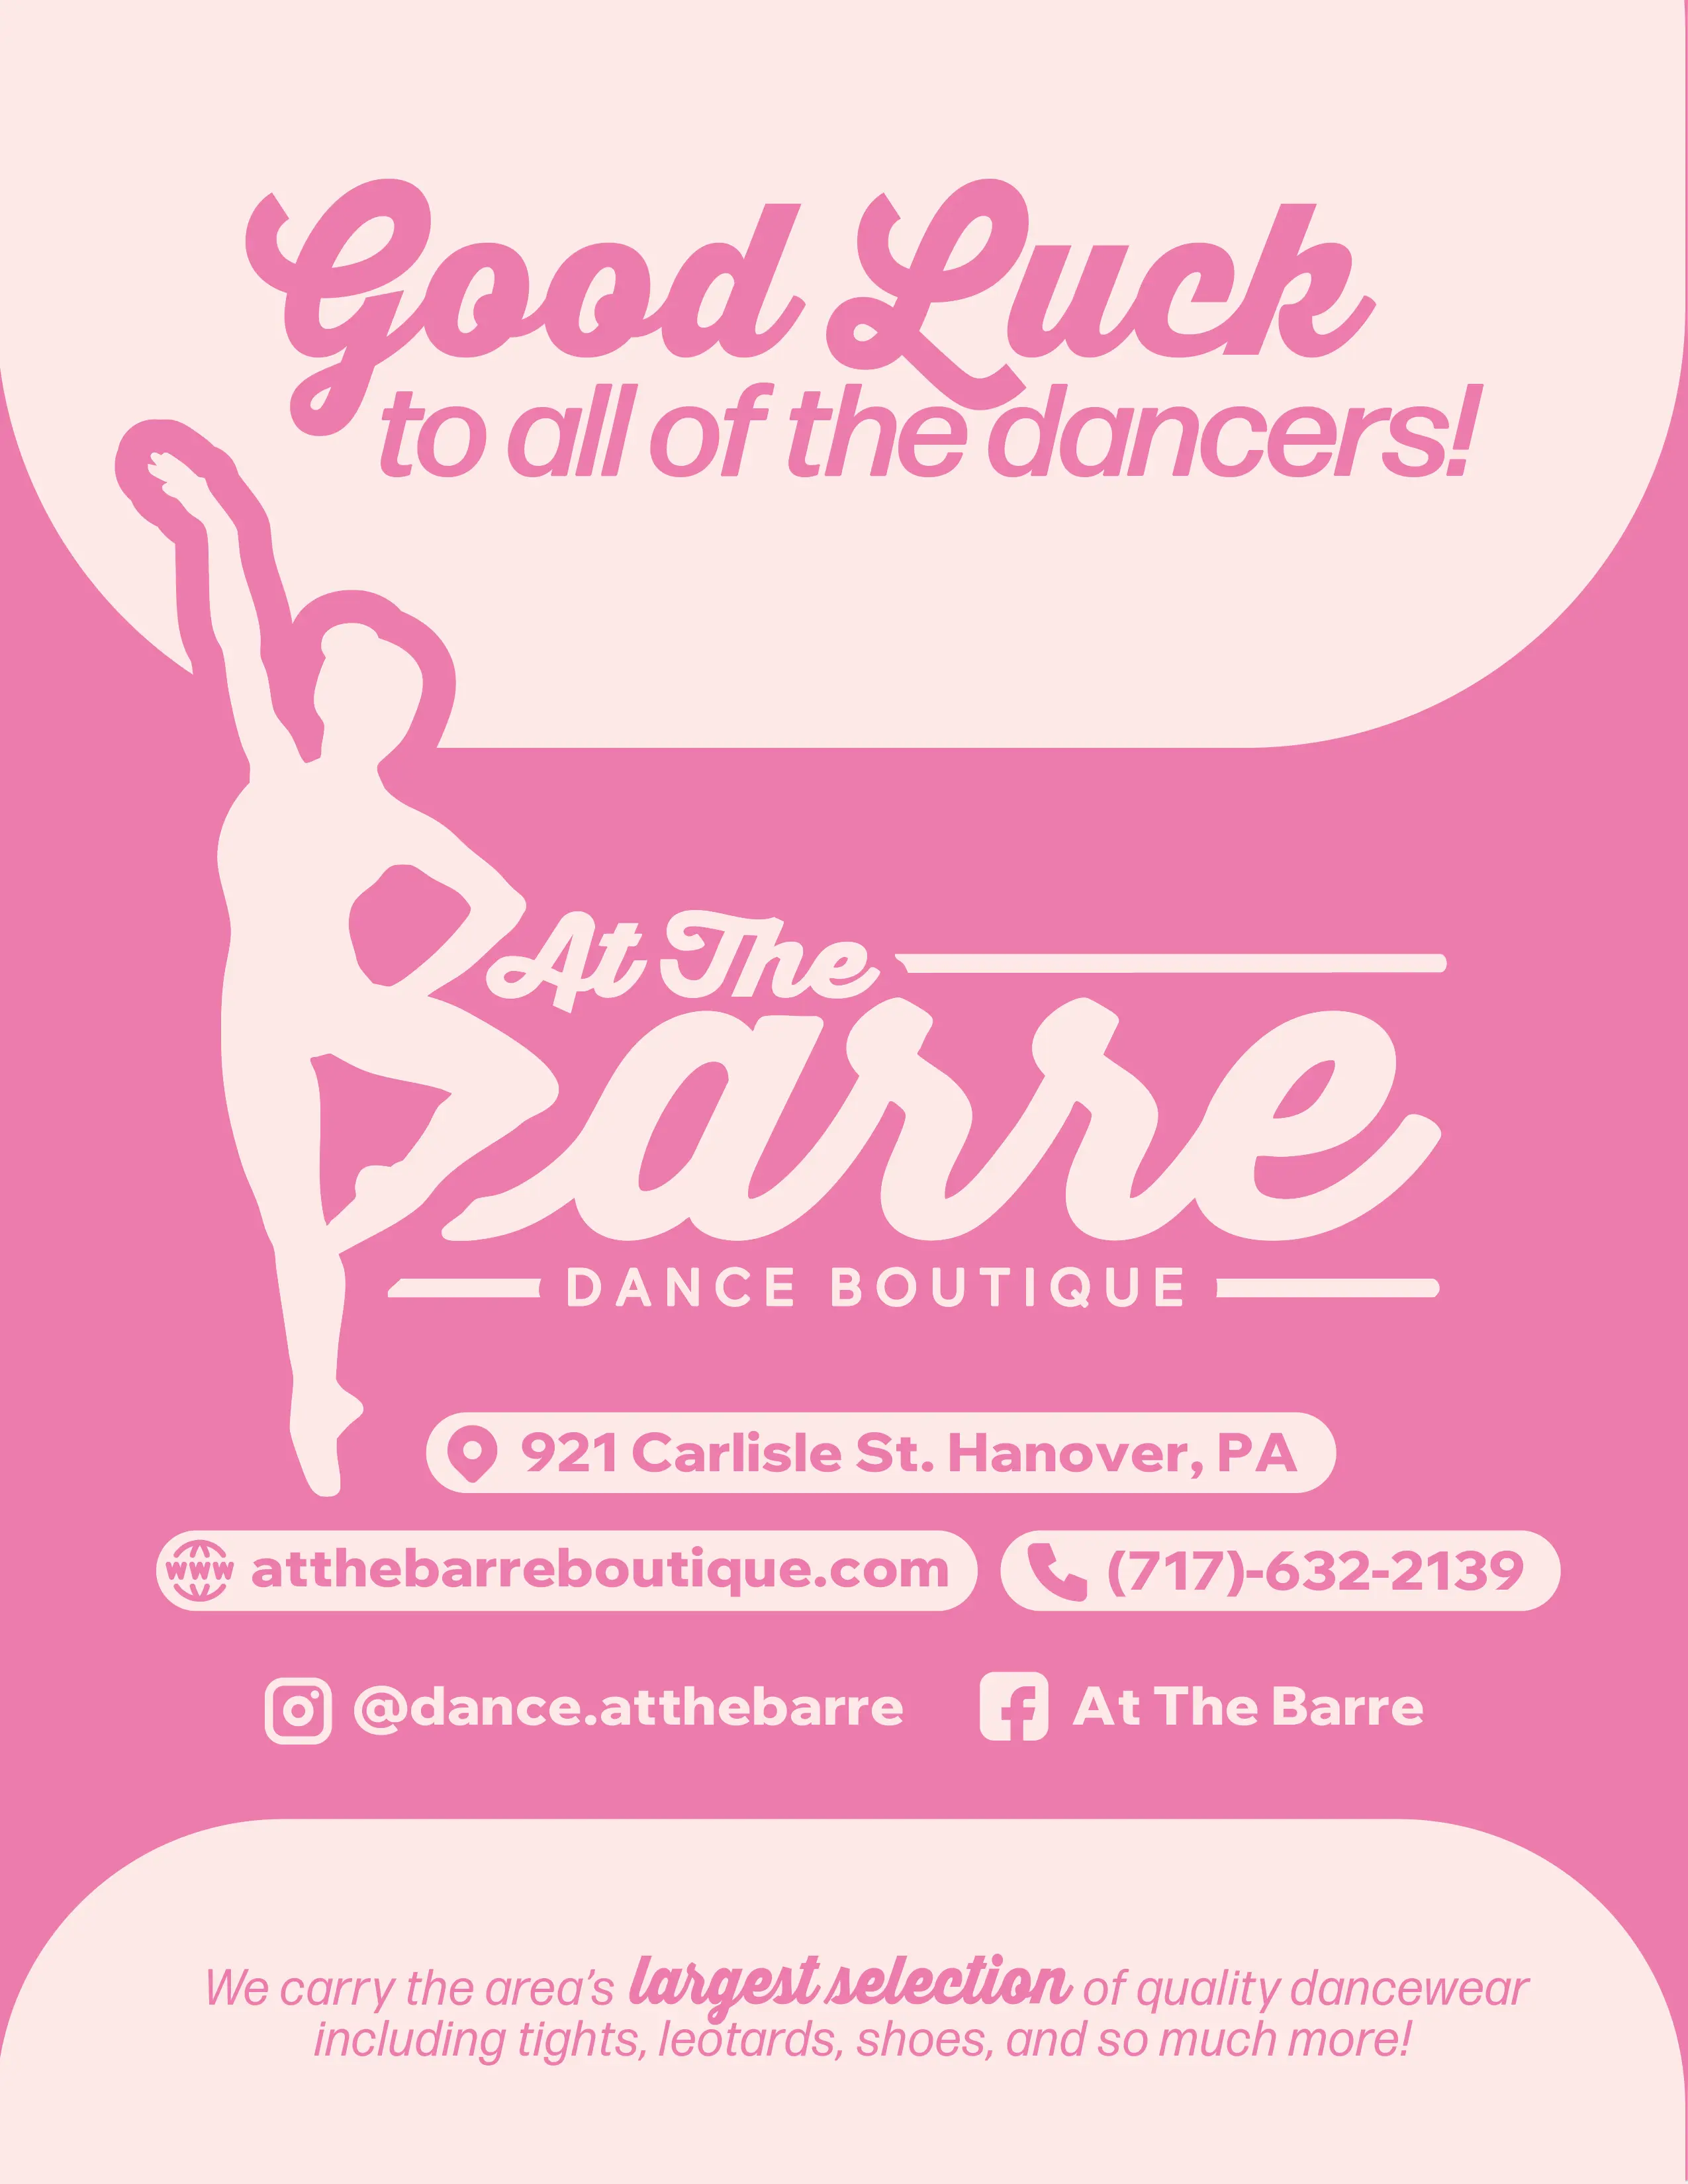 Good Luck
to all of the dancers!
At The
Barre
DANCE BOUTIQUE
921 Carlisle St. Hanover, PA
www atthebarreboutique.com
(717)-632-2139
@dance.atthebarre
At The Barre
We carry the area's largest selection of quality dancewear
including tights, leotards, shoes, and so much more!